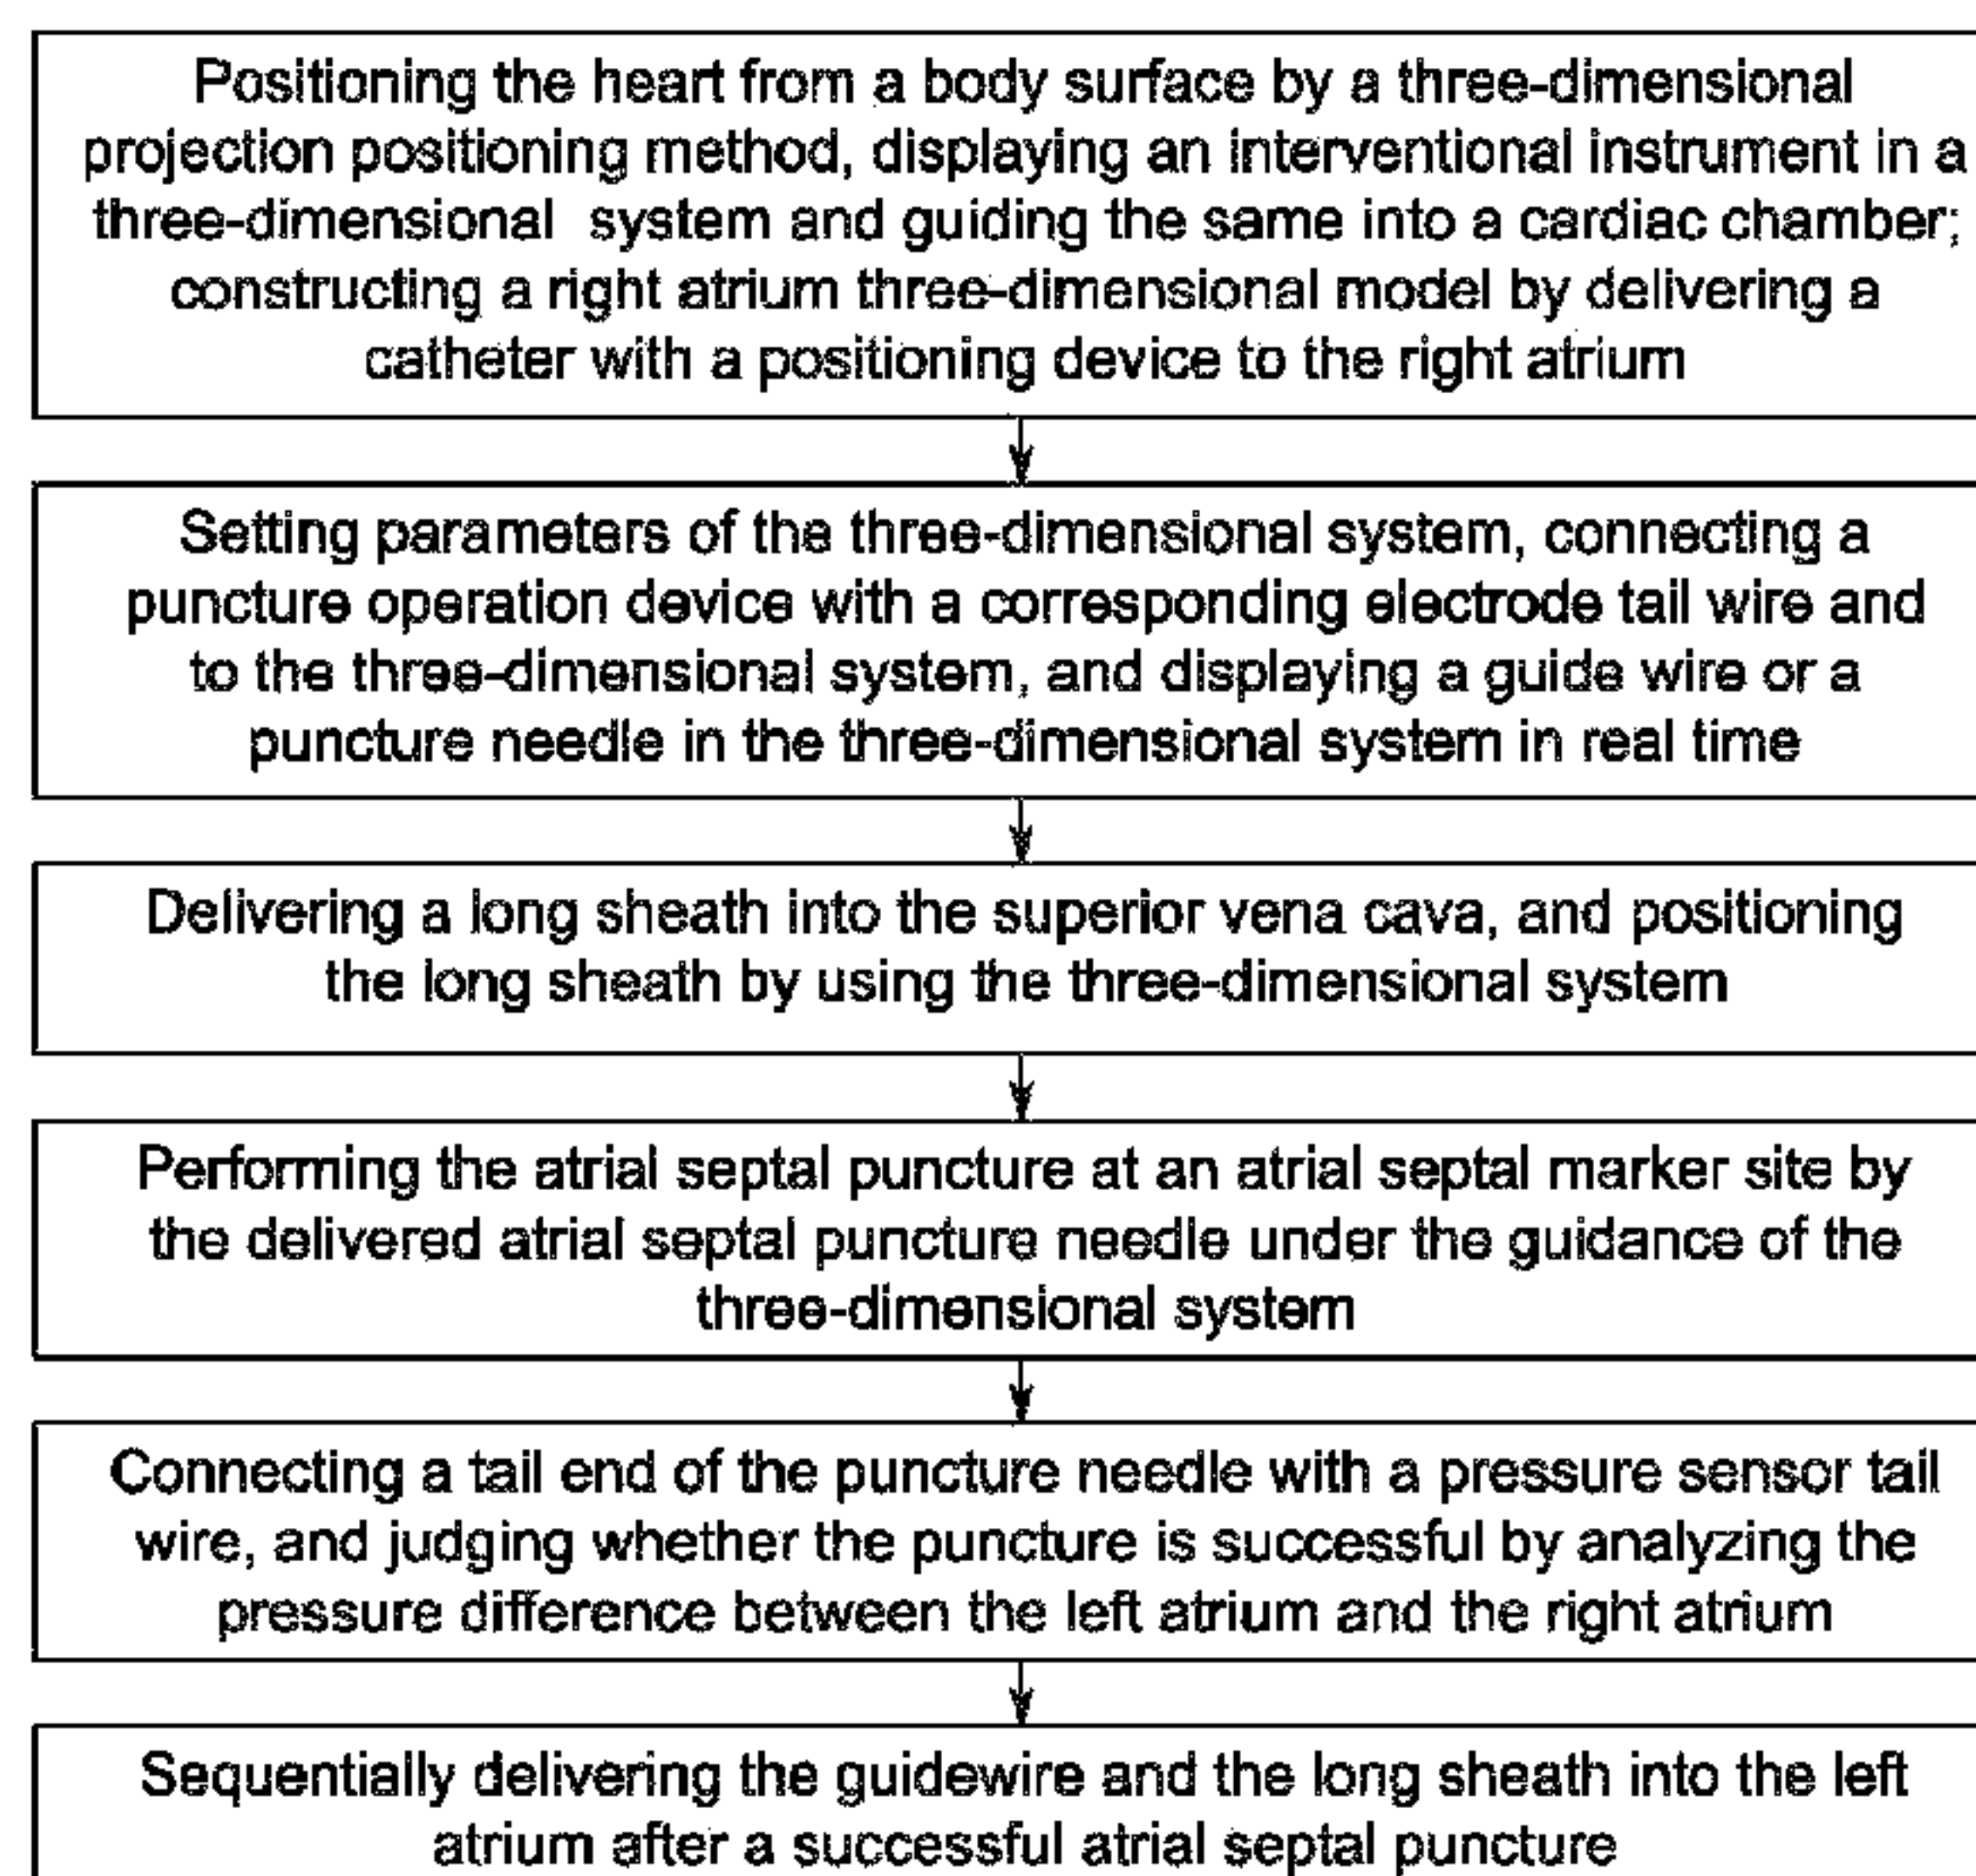 Positioning the heart from a body surface by a three-dimensional
projection positioning method, displaying an interventional instrument in a
three-dimensional system and guiding the same into a cardiac chamber;
constructing a right atrium three-dimensional model by delivering a
catheter with a positioning device to the right atrium
Setting parameters of the three-dimensional system, connecting a
puncture operation device with a corresponding electrode tail wire and
to the three-dimensional system, and displaying a guide wire or a
puncture needle in the three-dimensional system in real time
Delivering a long sheath into the superior vena cava, and positioning
the long sheath by using the three-dimensional system
Performing the atrial septal puncture at an atrial septal marker site by
the delivered atrial septal puncture needle under the guidance of the
three-dimensional system
Connecting a tail end of the puncture needle with a pressure sensor tail
wire, and judging whether the puncture is successful by analyzing the
pressure difference between the left atrium and the right atrium
Sequentially delivering the guidewire and the long sheath into the left
atrium after a successful atrial septal puncture